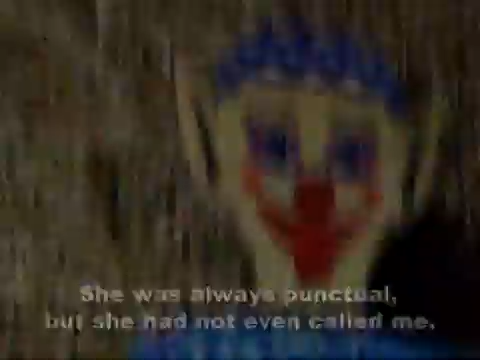 She was always punctual,
but she had not even called me.